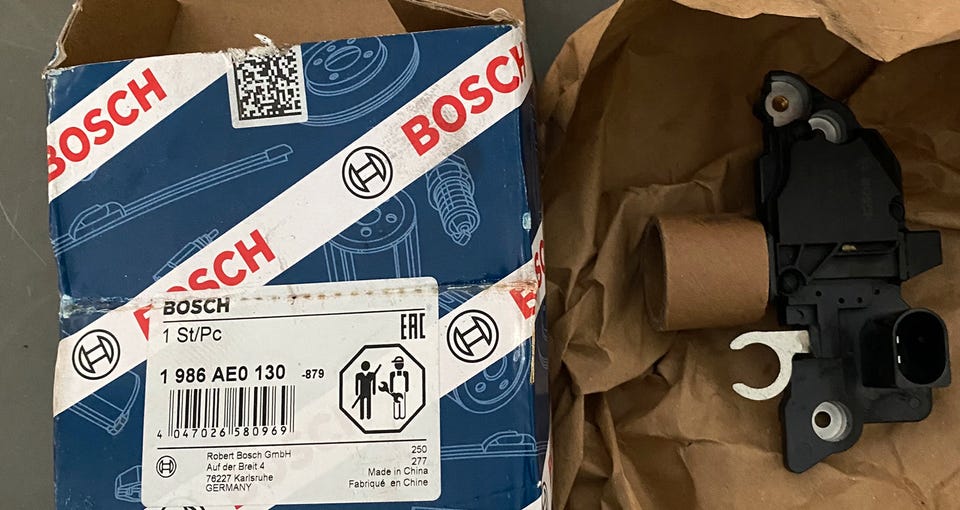 BOSCH
BOSCH
BOSCH
BOSCH
1 St/Pc
EAC
1 986 AE0 130 -879
4 047026 580969
Robert Bosch GmbH
Auf der Breit 4
76227 Karlsruhe
GERMANY
250
277
Made in China
Fabriqué en Chine